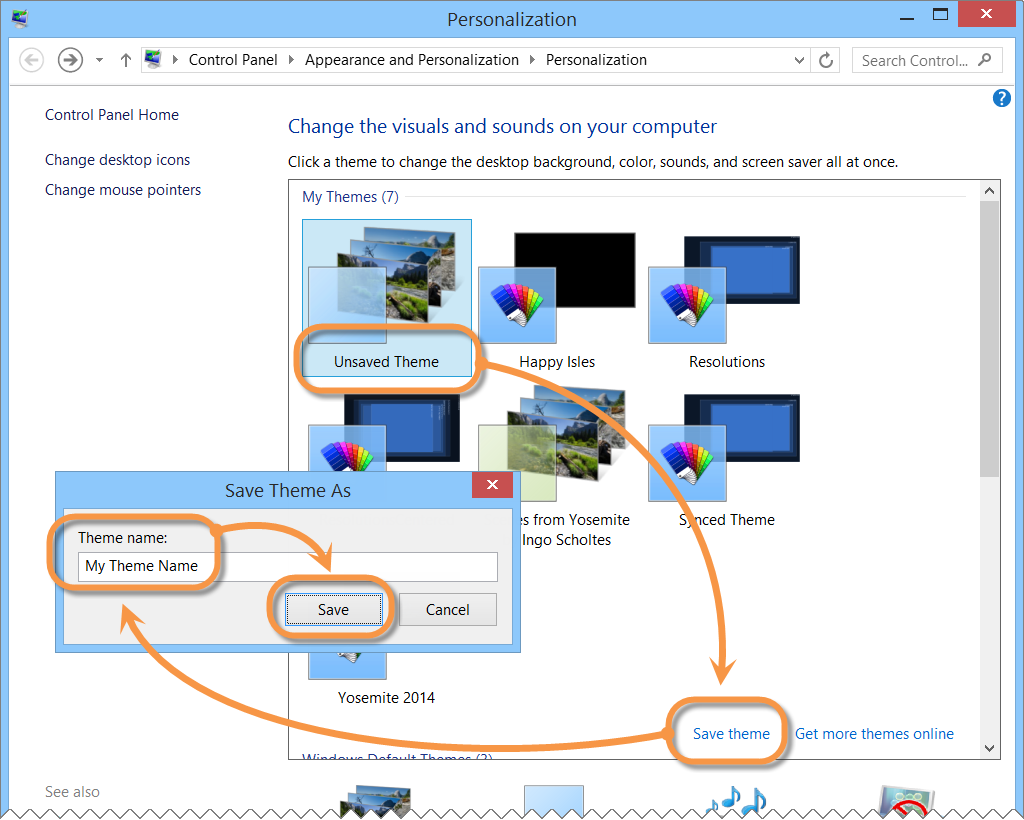 Personalization
Control Panel
Appearance and Personalization
Personalization
Search Control...
Control Panel Home
Change desktop icons
Change mouse pointers
Change the visuals and sounds on your computer
Click a theme to change the desktop background, color, sounds, and screen saver all at once.
My Themes (7)
Unsaved Theme
Happy Isles
Resolutions
from Yosemite
Ingo Scholtes
Synced Theme
Save Theme As
Theme name:
My Theme Name
Save
Cancel
Yosemite 2014
Save theme
Get more themes online
Windows Default Themes (3)
See also